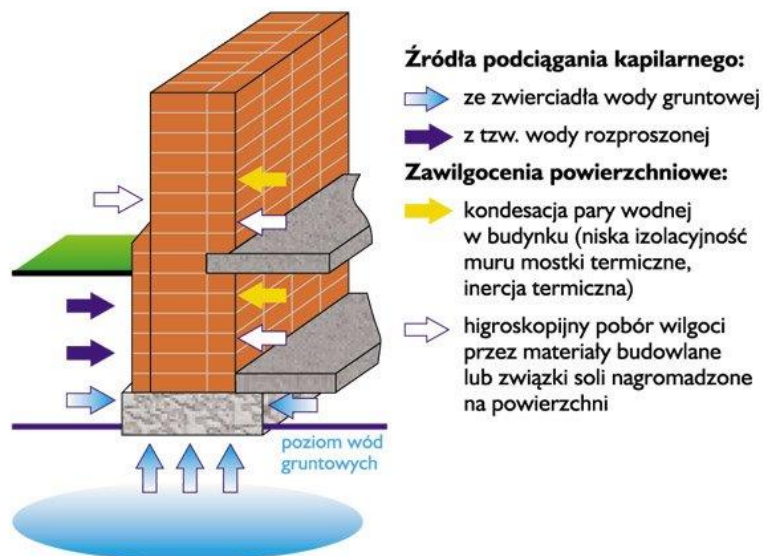 Źródła podciągania kapilarnego:
ze zwierciadła wody gruntowej
z tzw. wody rozproszonej
Zawilgocenia powierzchniowe:
kondesacja pary wodnej
w budynku (niska izolacyjność
muru mostki termiczne,
inercja termiczna)
higroskopijny pobór wilgoci
przez materiały budowlane
lub związki soli nagromadzone
na powierzchni
poziom wód
gruntowych